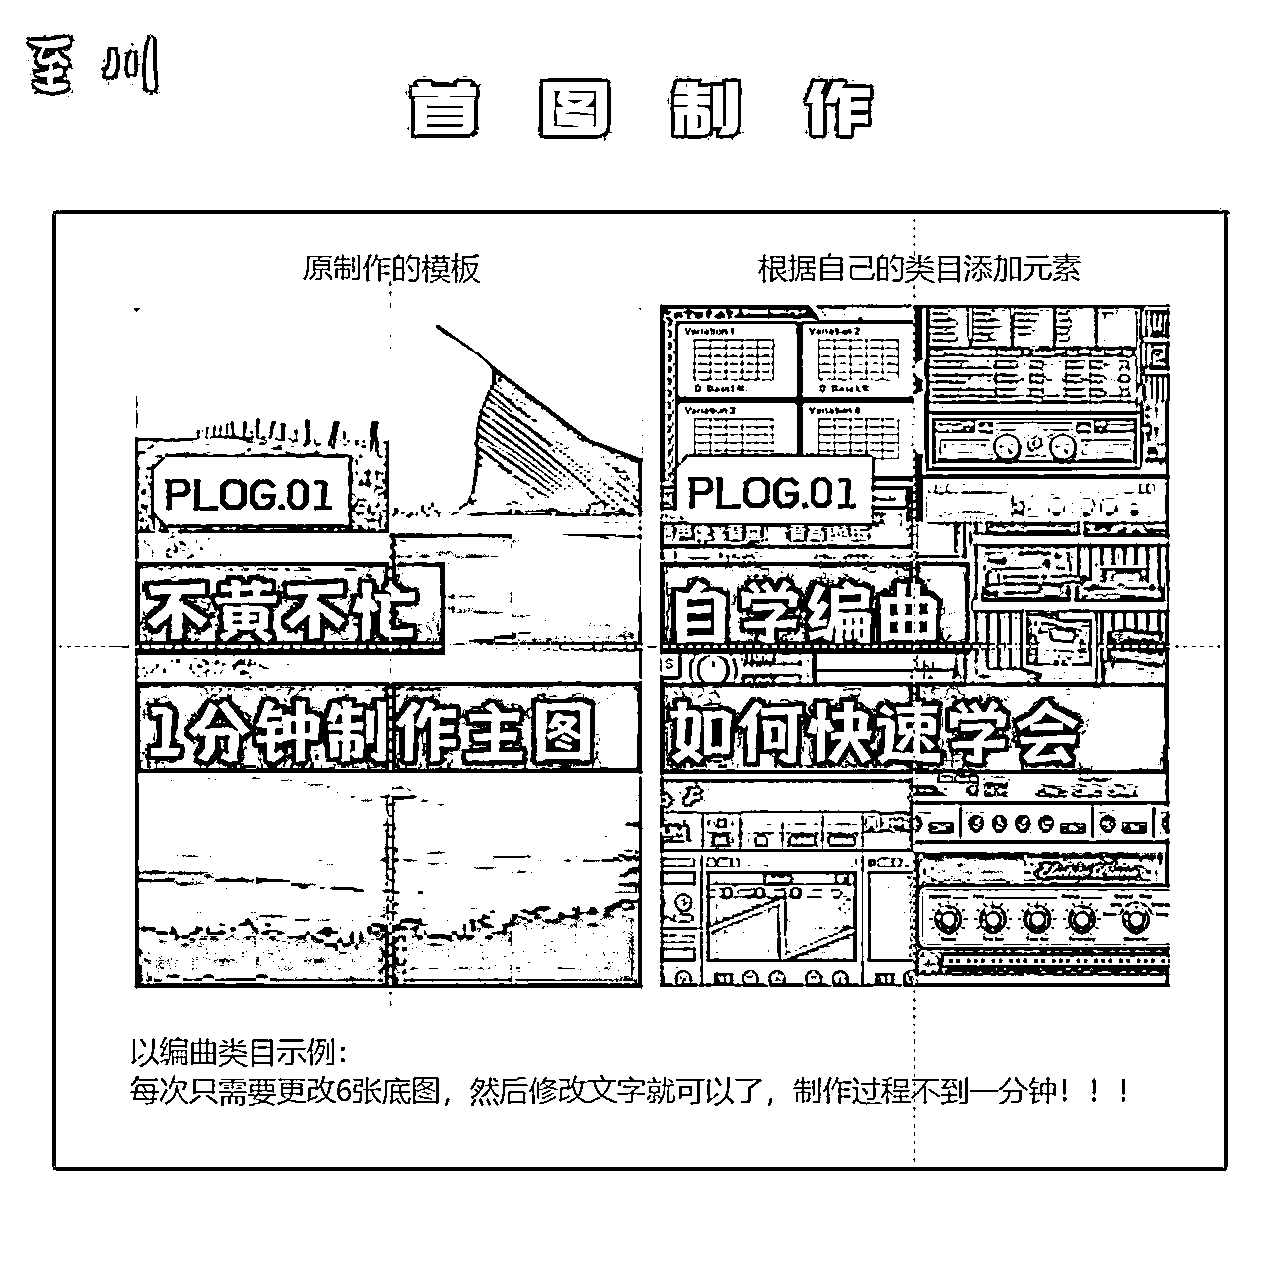 至 川
首图制作
原制作的模板
根据自己的类目添加元素
Variation 1
Variation 2
Variation 3
Variation 4
PLOG.01
PLOG.01
不黄不忙
自学编曲
1分钟制作主图
如何快速学会
以编曲类目示例：
每次只需要更改6张底图，然后修改文字就可以了，制作过程不到一分钟！！！